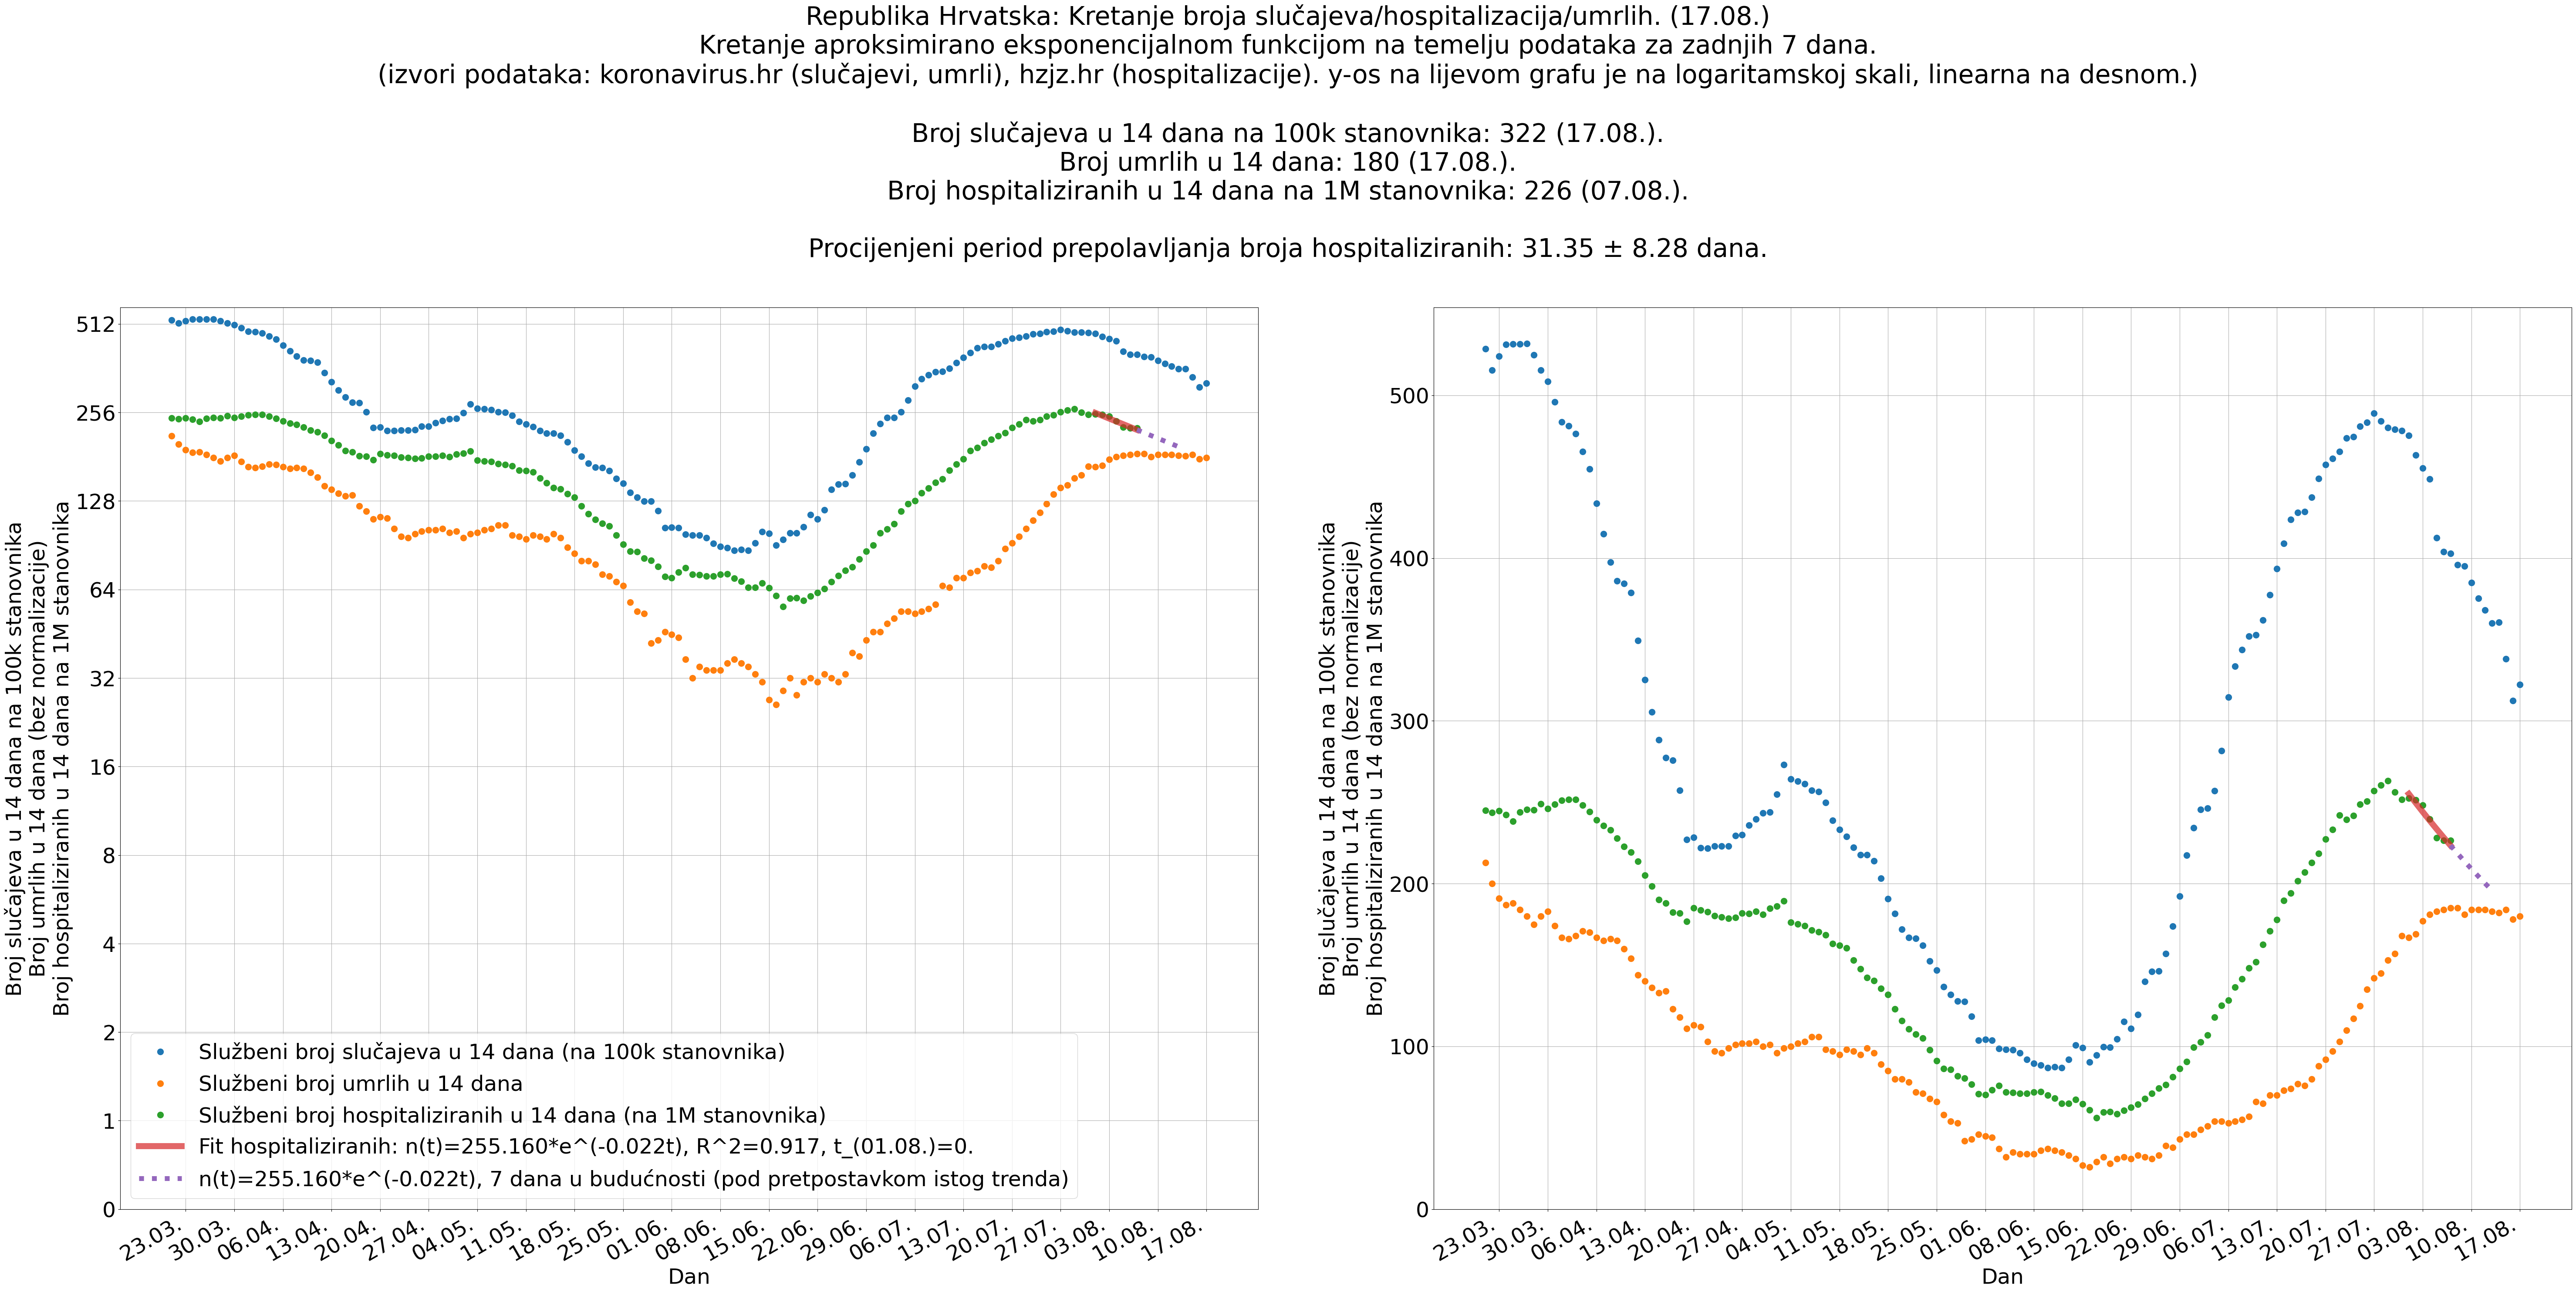 Republika Hrvatska: Kretanje broja slučajeva/hospitalizacija/umrlih. (17.08.)
Kretanje aproksimirano eksponencijalnom funkcijom na temelju podataka za zadnjih 7 dana.
(izvori podataka: koronavirus.hr (slučajevi, umrli), hzjz.hr (hospitalizacije). y-os na lijevom grafu je na logaritamskoj skali, linearna na desnom.)
Broj slučajeva u 14 dana na 100k stanovnika: 322 (17.08.).
Broj umrlih u 14 dana: 180 (17.08.).
Broj hospitaliziranih u 14 dana na 1M stanovnika: 226 (07.08.).
Procijenjeni period prepolavljanja broja hospitaliziranih: 31.35 ± 8.28 dana.
Broj slučajeva u 14 dana na 100k stanovnika
Broj umrlih u 14 dana (bez normalizacije)
Broj hospitaliziranih u 14 dana na 1M stanovnika
512
256
128
64
32
16
8
4
2
1
0
Službeni broj slučajeva u 14 dana (na 100k stanovnika)
Službeni broj umrlih u 14 dana
Službeni broj hospitaliziranih u 14 dana (na 1M stanovnika)
Fit hospitaliziranih: n(t)=255.160*e^(-0.022t), R^2=0.917, t_(01.08.)=0.
n(t)=255.160*e^(-0.022t), 7 dana u budućnosti (pod pretpostavkom istog trenda)
23.03. 30.03. 06.04. 13.04. 20.04. 27.04. 04.05. 11.05. 18.05. 25.05. 01.06. 08.06. 15.06. 22.06. 29.06. 06.07. 13.07. 20.07. 27.07. 03.08. 10.08. 17.08.
Dan
Broj slučajeva u 14 dana na 100k stanovnika
Broj umrlih u 14 dana (bez normalizacije)
Broj hospitaliziranih u 14 dana na 1M stanovnika
500
400
300
200
100
0
23.03. 30.03. 06.04. 13.04. 20.04. 27.04. 04.05. 11.05. 18.05. 25.05. 01.06. 08.06. 15.06. 22.06. 29.06. 06.07. 13.07. 20.07. 27.07. 03.08. 10.08. 17.08.
Dan